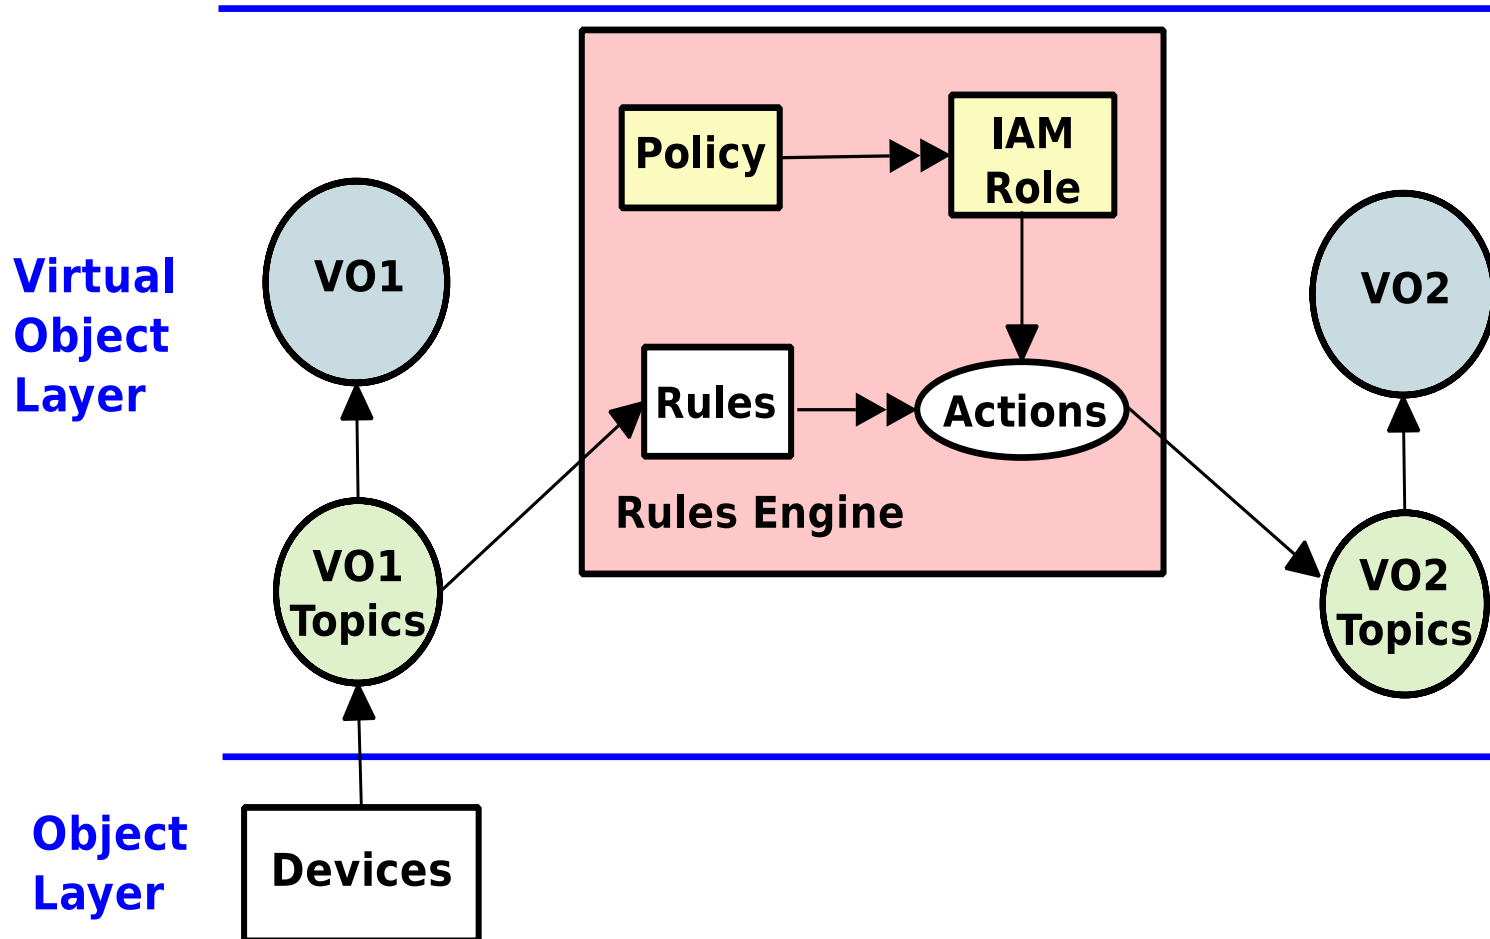 Policy
IAM
Role
Virtual
Object
Layer
VO1
VO2
Rules
Actions
Rules Engine
VO1
Topics
VO2
Topics
Object
Layer
Devices